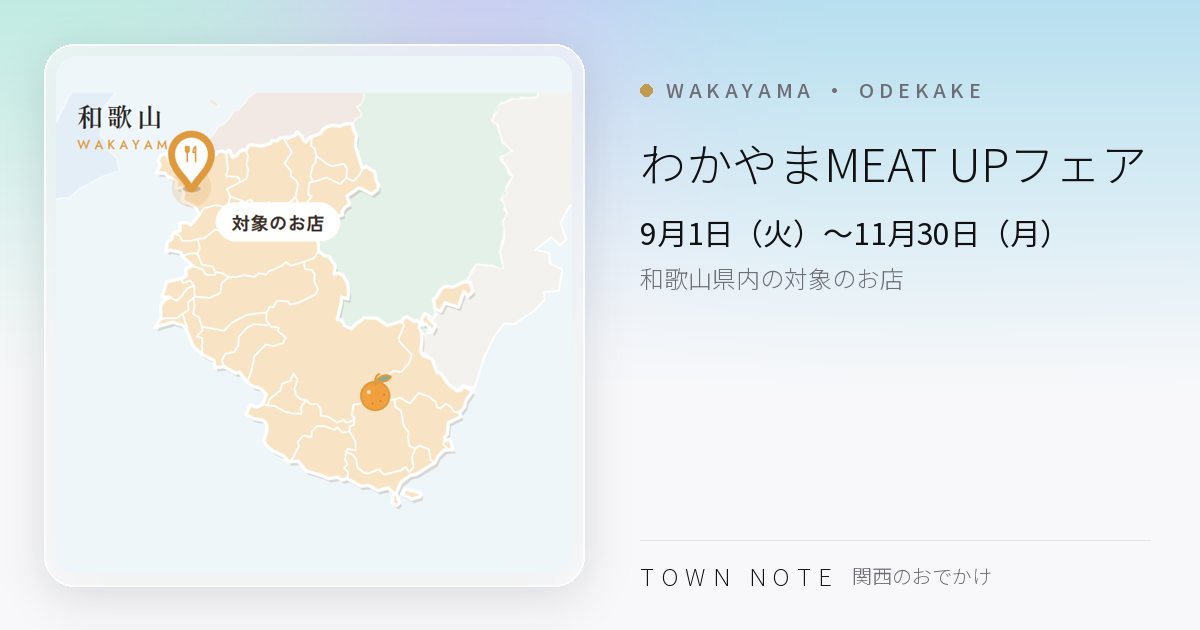 和歌山
WAKAYAM
対象のお店
WAKAYAMA • ODEKAKE
わかやまMEAT UPフェア
9月1日（火）〜11月30日（月）
和歌山県内の対象のお店
TOWN NOTE 関西のおでかけ